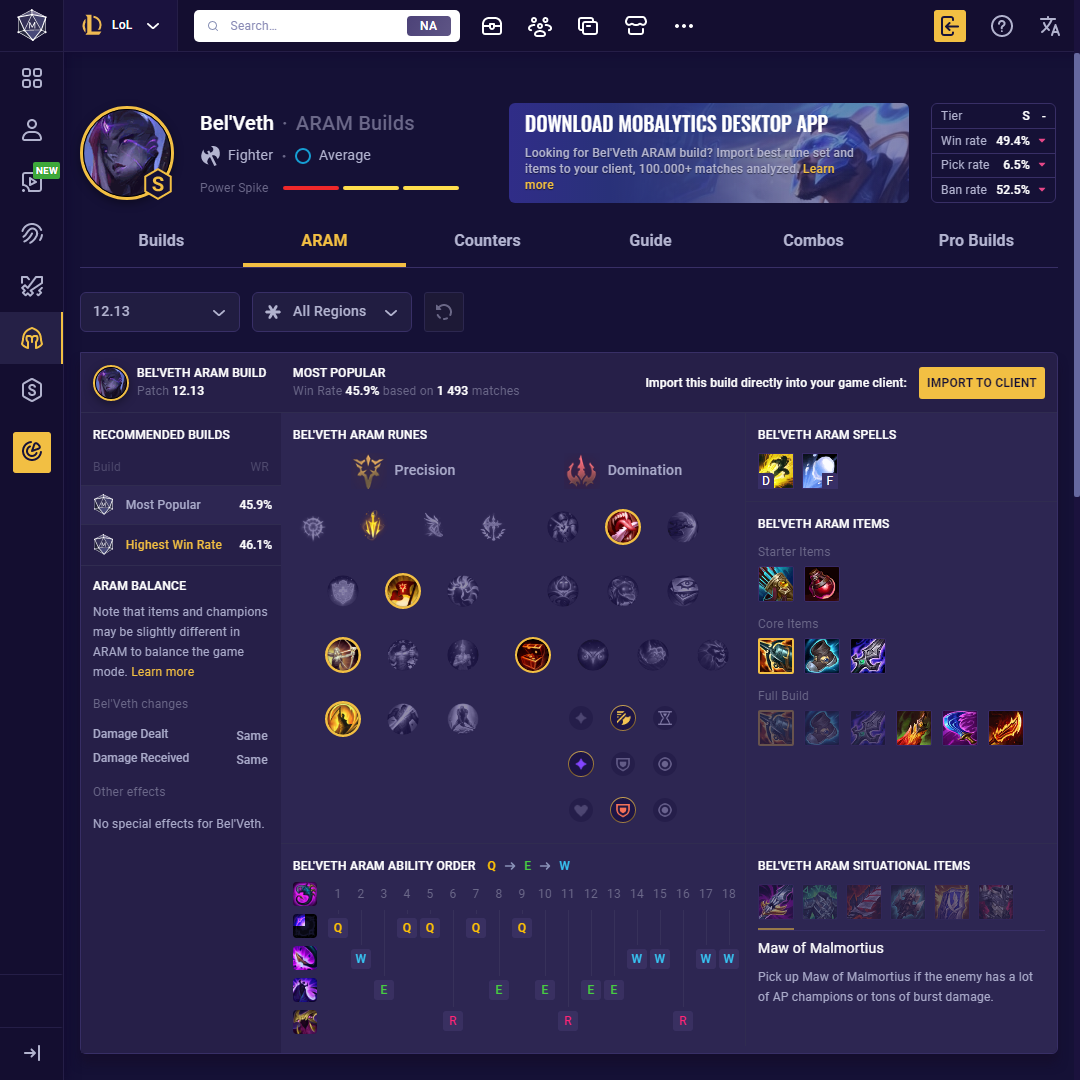 LoL
Search...
NA
NEW
Bel'Veth · ARAM Builds
Fighter · Average
Power Spike
S
DOWNLOAD MOBALYTICS DESKTOP APP
Looking for Bel'Veth ARAM build? Import best rune set and
items to your client, 100.000+ matches analyzed. Learn
more
Tier S -
Win rate 49.4%
Pick rate 6.5%
Ban rate 52.5%
Builds
ARAM
Counters
Guide
Combos
Pro Builds
12.13
All Regions
BEL'VETH ARAM BUILD
Patch 12.13
MOST POPULAR
Win Rate 45.9% based on 1 493 matches
Import this build directly into your game client:
IMPORT TO CLIENT
RECOMMENDED BUILDS
Build WR
Most Popular 45.9%
Highest Win Rate 46.1%
ARAM BALANCE
Note that items and champions
may be slightly different in
ARAM to balance the game
mode. Learn more
Bel'Veth changes
Damage Dealt Same
Damage Received Same
Other effects
No special effects for Bel'Veth.
BEL'VETH ARAM RUNES
Precision
Domination
BEL'VETH ARAM SPELLS
D F
BEL'VETH ARAM ITEMS
Starter Items
Core Items
Full Build
BEL'VETH ARAM ABILITY ORDER Q → E → W
1 2 3 4 5 6 7 8 9 10 11 12 13 14 15 16 17 18
Q Q Q Q Q
W W W W W
E E E E E
R R R
BEL'VETH ARAM SITUATIONAL ITEMS
Maw of Malmortius
Pick up Maw of Malmortius if the enemy has a lot
of AP champions or tons of burst damage.